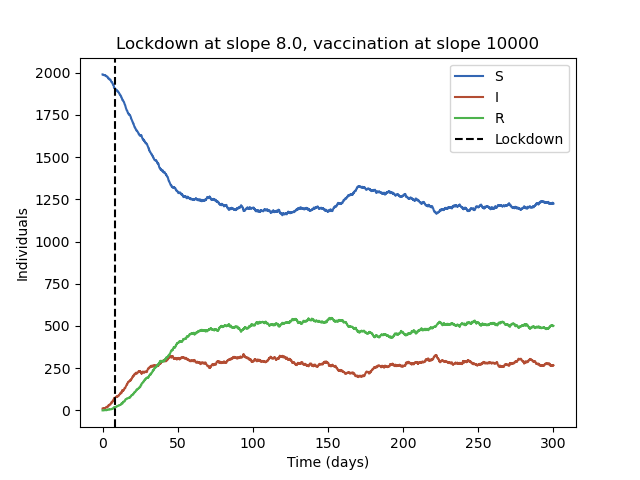 Lockdown at slope 8.0, vaccination at slope 10000
S
I
R
Lockdown
Individuals
2000
1750
1500
1250
1000
750
500
250
0
0 50 100 150 200 250 300
Time (days)